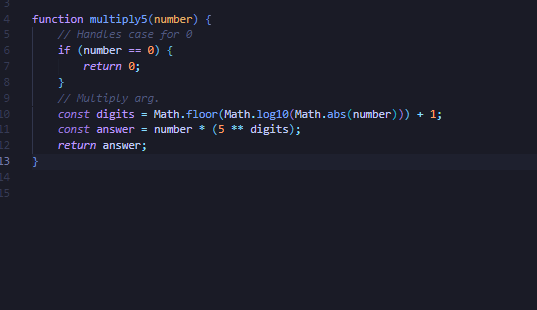 3
4 function multiply5(number) {
5 // Handles case for 0
6 if (number == 0) {
7 return 0;
8 }
9 // Multiply arg.
10 const digits = Math.floor(Math.log10(Math.abs(number))) + 1;
11 const answer = number * (5 ** digits);
12 return answer;
13 }
14
15